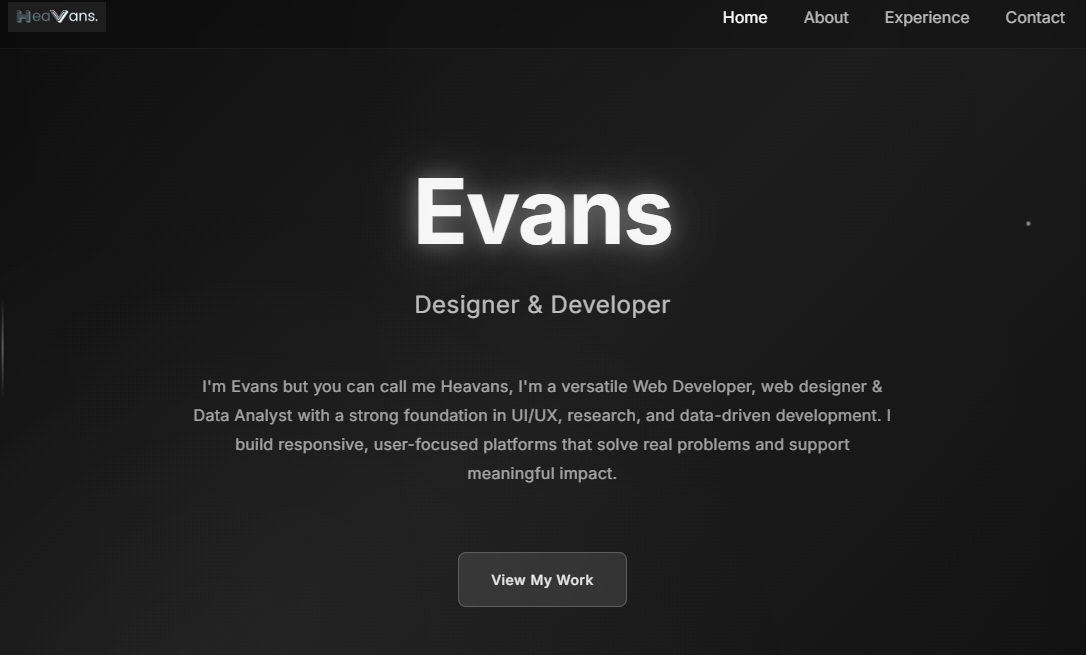 HeaVans.
Home About Experience Contact
Evans
Designer & Developer
I'm Evans but you can call me Heavans, I'm a versatile Web Developer, web designer &
Data Analyst with a strong foundation in UI/UX, research, and data-driven development. I
build responsive, user-focused platforms that solve real problems and support
meaningful impact.
View My Work